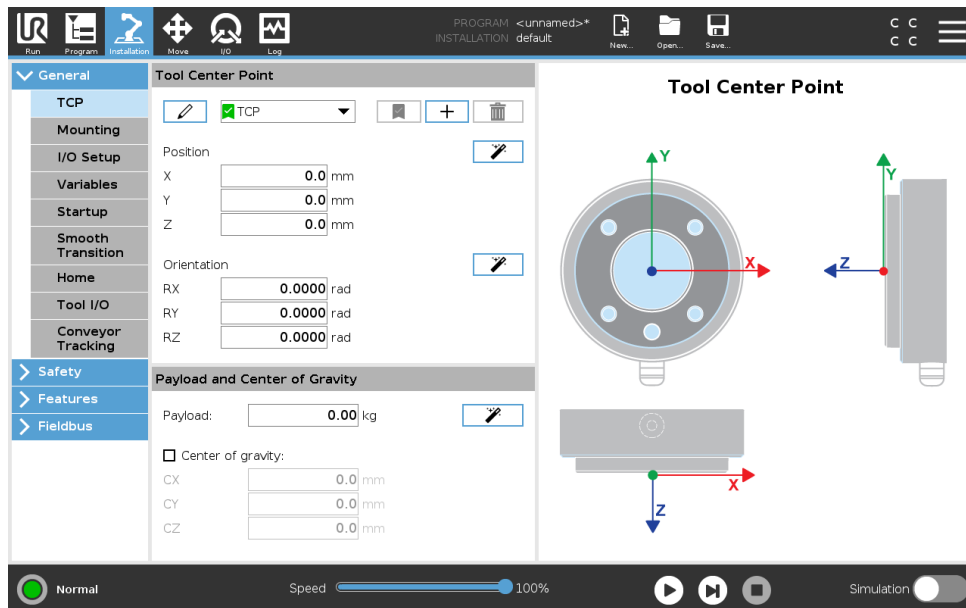 PROGRAM <unnamed>*
INSTALLATION default
UR
Run
Program
Installation
Move
I/O
Log
New...
Open...
Save...
C C
C C
General
TCP
Mounting
I/O Setup
Variables
Startup
Smooth
Transition
Home
Tool I/O
Conveyor
Tracking
Safety
Features
Fieldbus
Tool Center Point
TCP
Position
X 0.0 mm
Y 0.0 mm
Z 0.0 mm
Orientation
RX 0.0000 rad
RY 0.0000 rad
RZ 0.0000 rad
Payload and Center of Gravity
Payload: 0.00 kg
Center of gravity:
CX 0.0 mm
CY 0.0 mm
CZ 0.0 mm
Tool Center Point
Y
X
Y
Z
X
Z
Normal
Speed 100%
Simulation